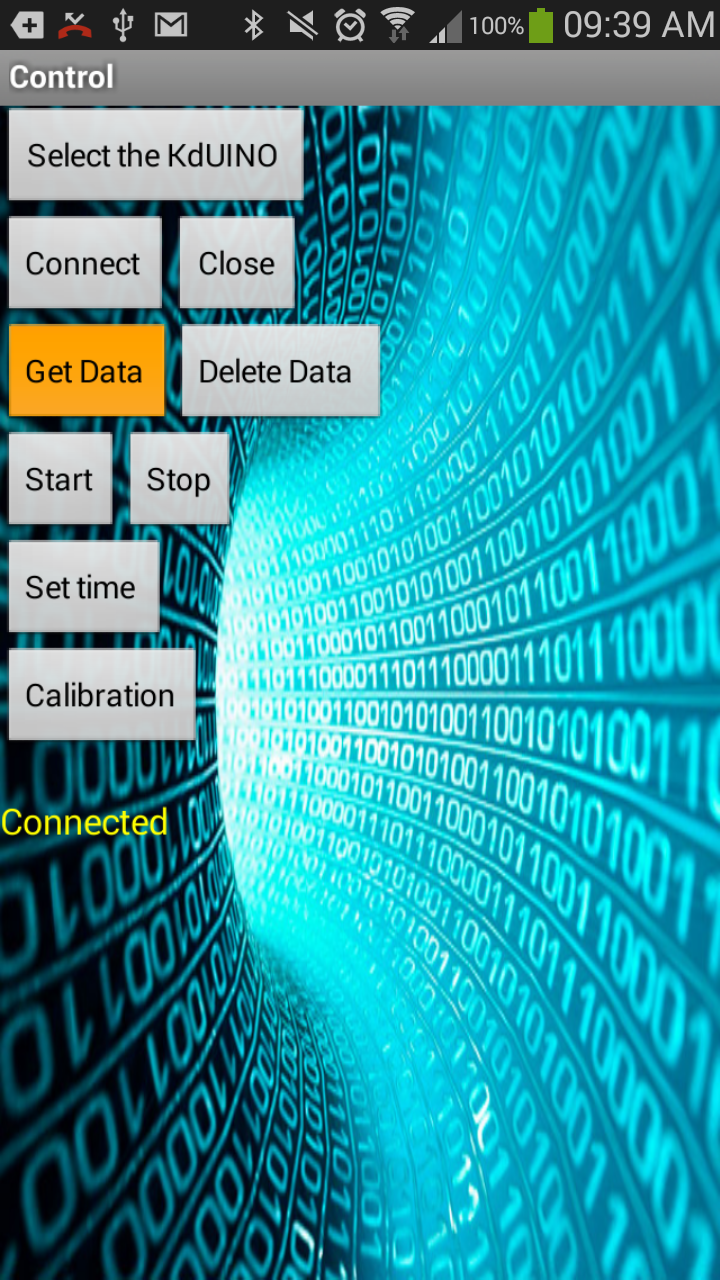 100% 09:39 AM
Control
Select the KdUINO
Connect Close
Get Data Delete Data
Start Stop
Set time
Calibration
Connected